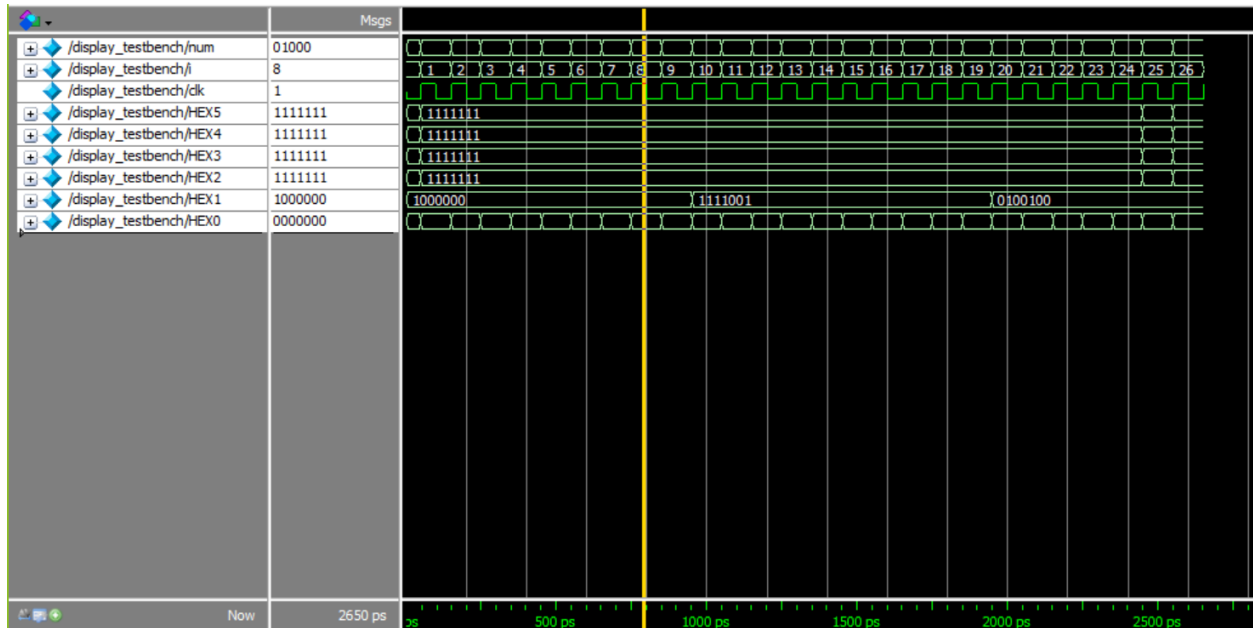 Msgs
/display_testbench/num 01000
/display_testbench/i 8 1 2 3 4 5 6 7 8 9 10 11 12 13 14 15 16 17 18 19 20 21 22 23 24 25 26
/display_testbench/clk 1
/display_testbench/HEX5 1111111 1111111
/display_testbench/HEX4 1111111 1111111
/display_testbench/HEX3 1111111 1111111
/display_testbench/HEX2 1111111 1111111
/display_testbench/HEX1 1000000 1000000 1111001 0100100
/display_testbench/HEX0 0000000
Now 2650 ps ps 500 ps 1000 ps 1500 ps 2000 ps 2500 ps